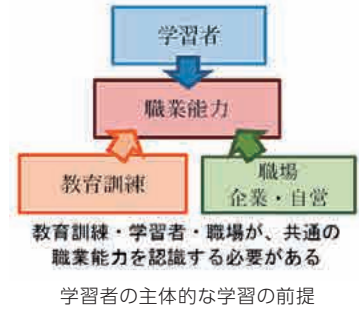 学習者
職業能力
教育訓練
職場
企業・自営
教育訓練・学習者・職場が、共通の
職業能力を認識する必要がある
学習者の主体的な学習の前提